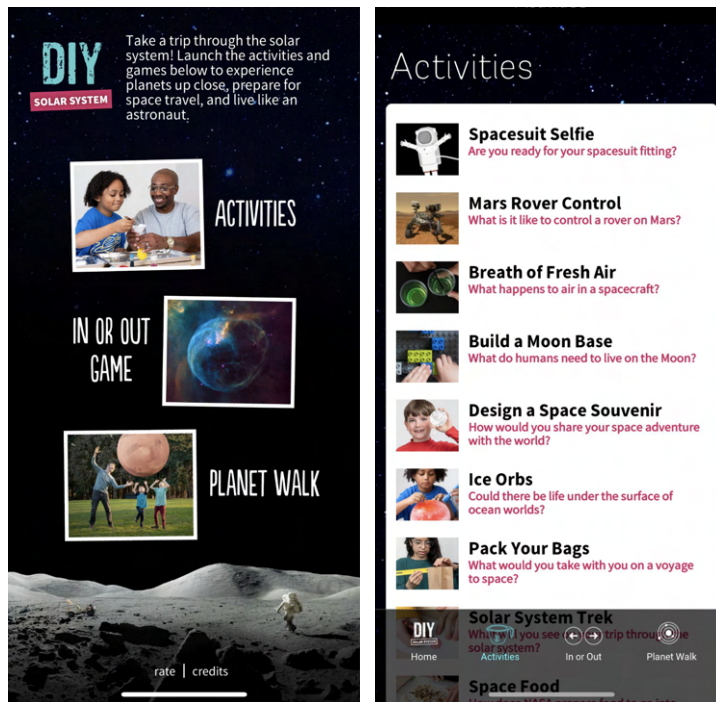 DIY
SOLAR SYSTEM
Take a trip through the solar
system! Launch the activities and
games below to experience
planets up close, prepare for
space travel, and live like an
astronaut.
ACTIVITIES
IN OR OUT
GAME
PLANET WALK
rate | credits
Activities
Spacesuit Selfie
Are you ready for your spacesuit fitting?
Mars Rover Control
What is it like to control a rover on Mars?
Breath of Fresh Air
What happens to air in a spacecraft?
Build a Moon Base
What do humans need to live on the Moon?
Design a Space Souvenir
How would you share your space adventure
with the world?
Ice Orbs
Could there be life under the surface of
ocean worlds?
Pack Your Bags
What would you take with you on a voyage
to space?
Solar System Trek
What will you see trip through the
solar system?
DIY
SOLAR SYSTEM
Home
Activities
In or Out
Planet Walk
Space Food